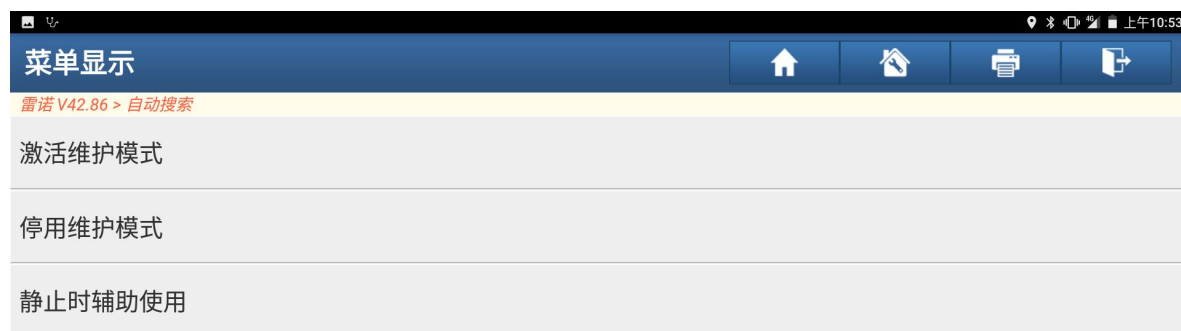 4G 上午10:53
菜单显示
雷诺 V42.86 > 自动搜索
激活维护模式
停用维护模式
静止时辅助使用